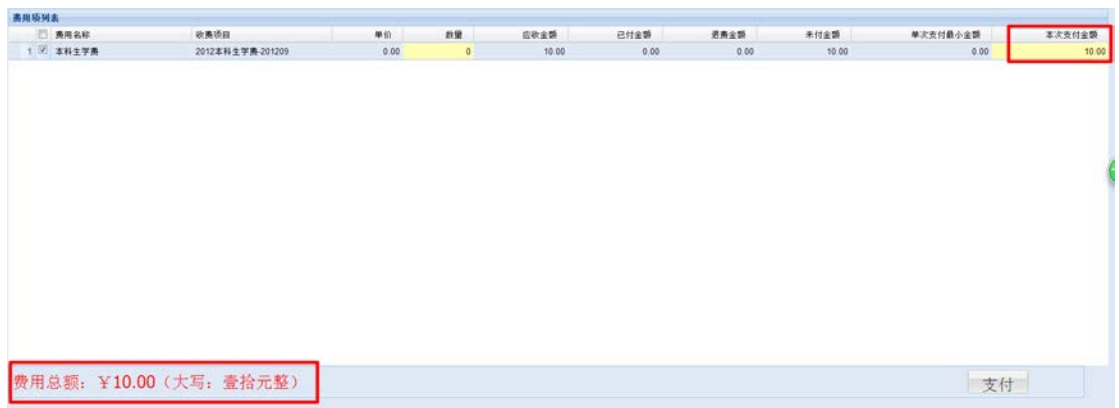 费用项列表
费用名称 收费项目 单价 数量 应收金额 已付金额 退费金额 未付金额 单次支付最小金额 本次支付金额
1 本科生学费 2012本科生学费-201209 0.00 0 10.00 0.00 0.00 10.00 0.00 10.00
费用总额：￥10.00（大写：壹拾元整） 支付